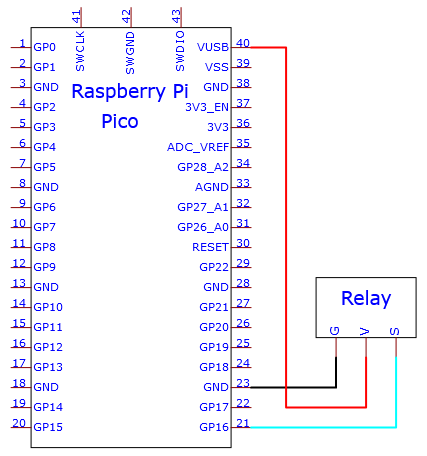 41 42 43
SWCLK SWGND SWDIO
1 GP0 VUSB 40
2 GP1 VSS 39
3 GND GND 38
Raspberry Pi
4 GP2 3V3_EN 37
Pico
5 GP3 3V3 36
6 GP4 ADC_VREF 35
7 GP5 GP28_A2 34
8 GND AGND 33
9 GP6 GP27_A1 32
10 GP7 GP26_A0 31
11 GP8 RESET 30
12 GP9 GP22 29
13 GND GND 28
14 GP10 GP21 27
15 GP11 GP20 26
16 GP12 GP19 25
17 GP13 GP18 24
18 GND GND 23
19 GP14 GP17 22
20 GP15 GP16 21
Relay
G V S